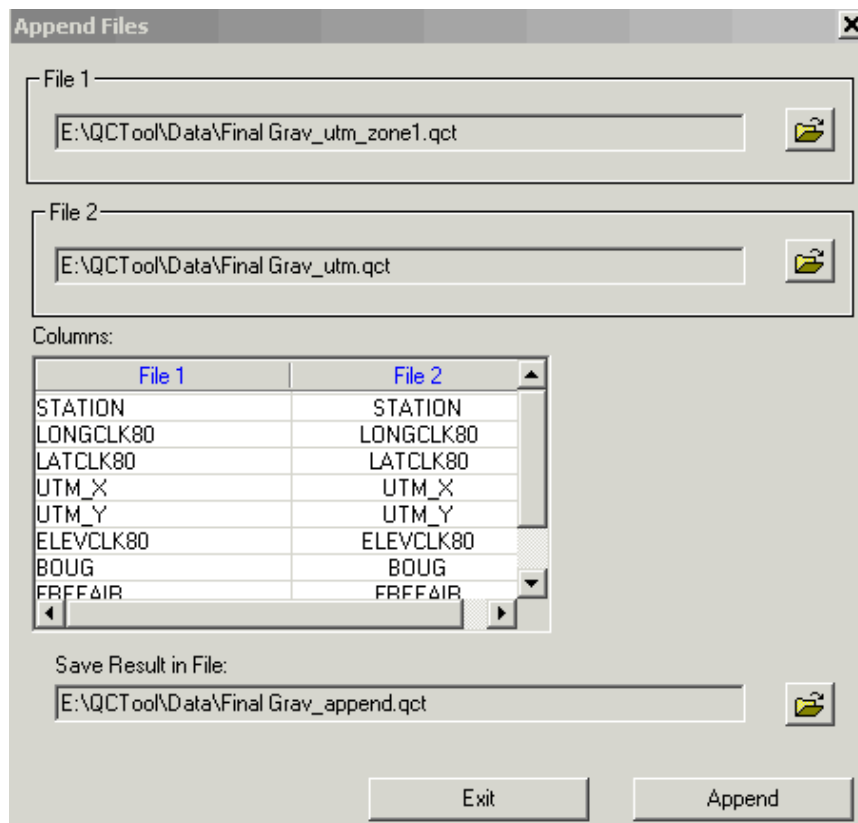 Append Files
File 1
E:\QCTool\Data\Final Grav_utm_zone1.qct
File 2
E:\QCTool\Data\Final Grav_utm.qct
Columns:
File 1 File 2
STATION STATION
LONGCLK80 LONGCLK80
LATCLK80 LATCLK80
UTM_X UTM_X
UTM_Y UTM_Y
ELEVCLK80 ELEVCLK80
BOUG BOUG
FREEAIR FREEAIR
Save Result in File:
E:\QCTool\Data\Final Grav_append.qct
Exit Append